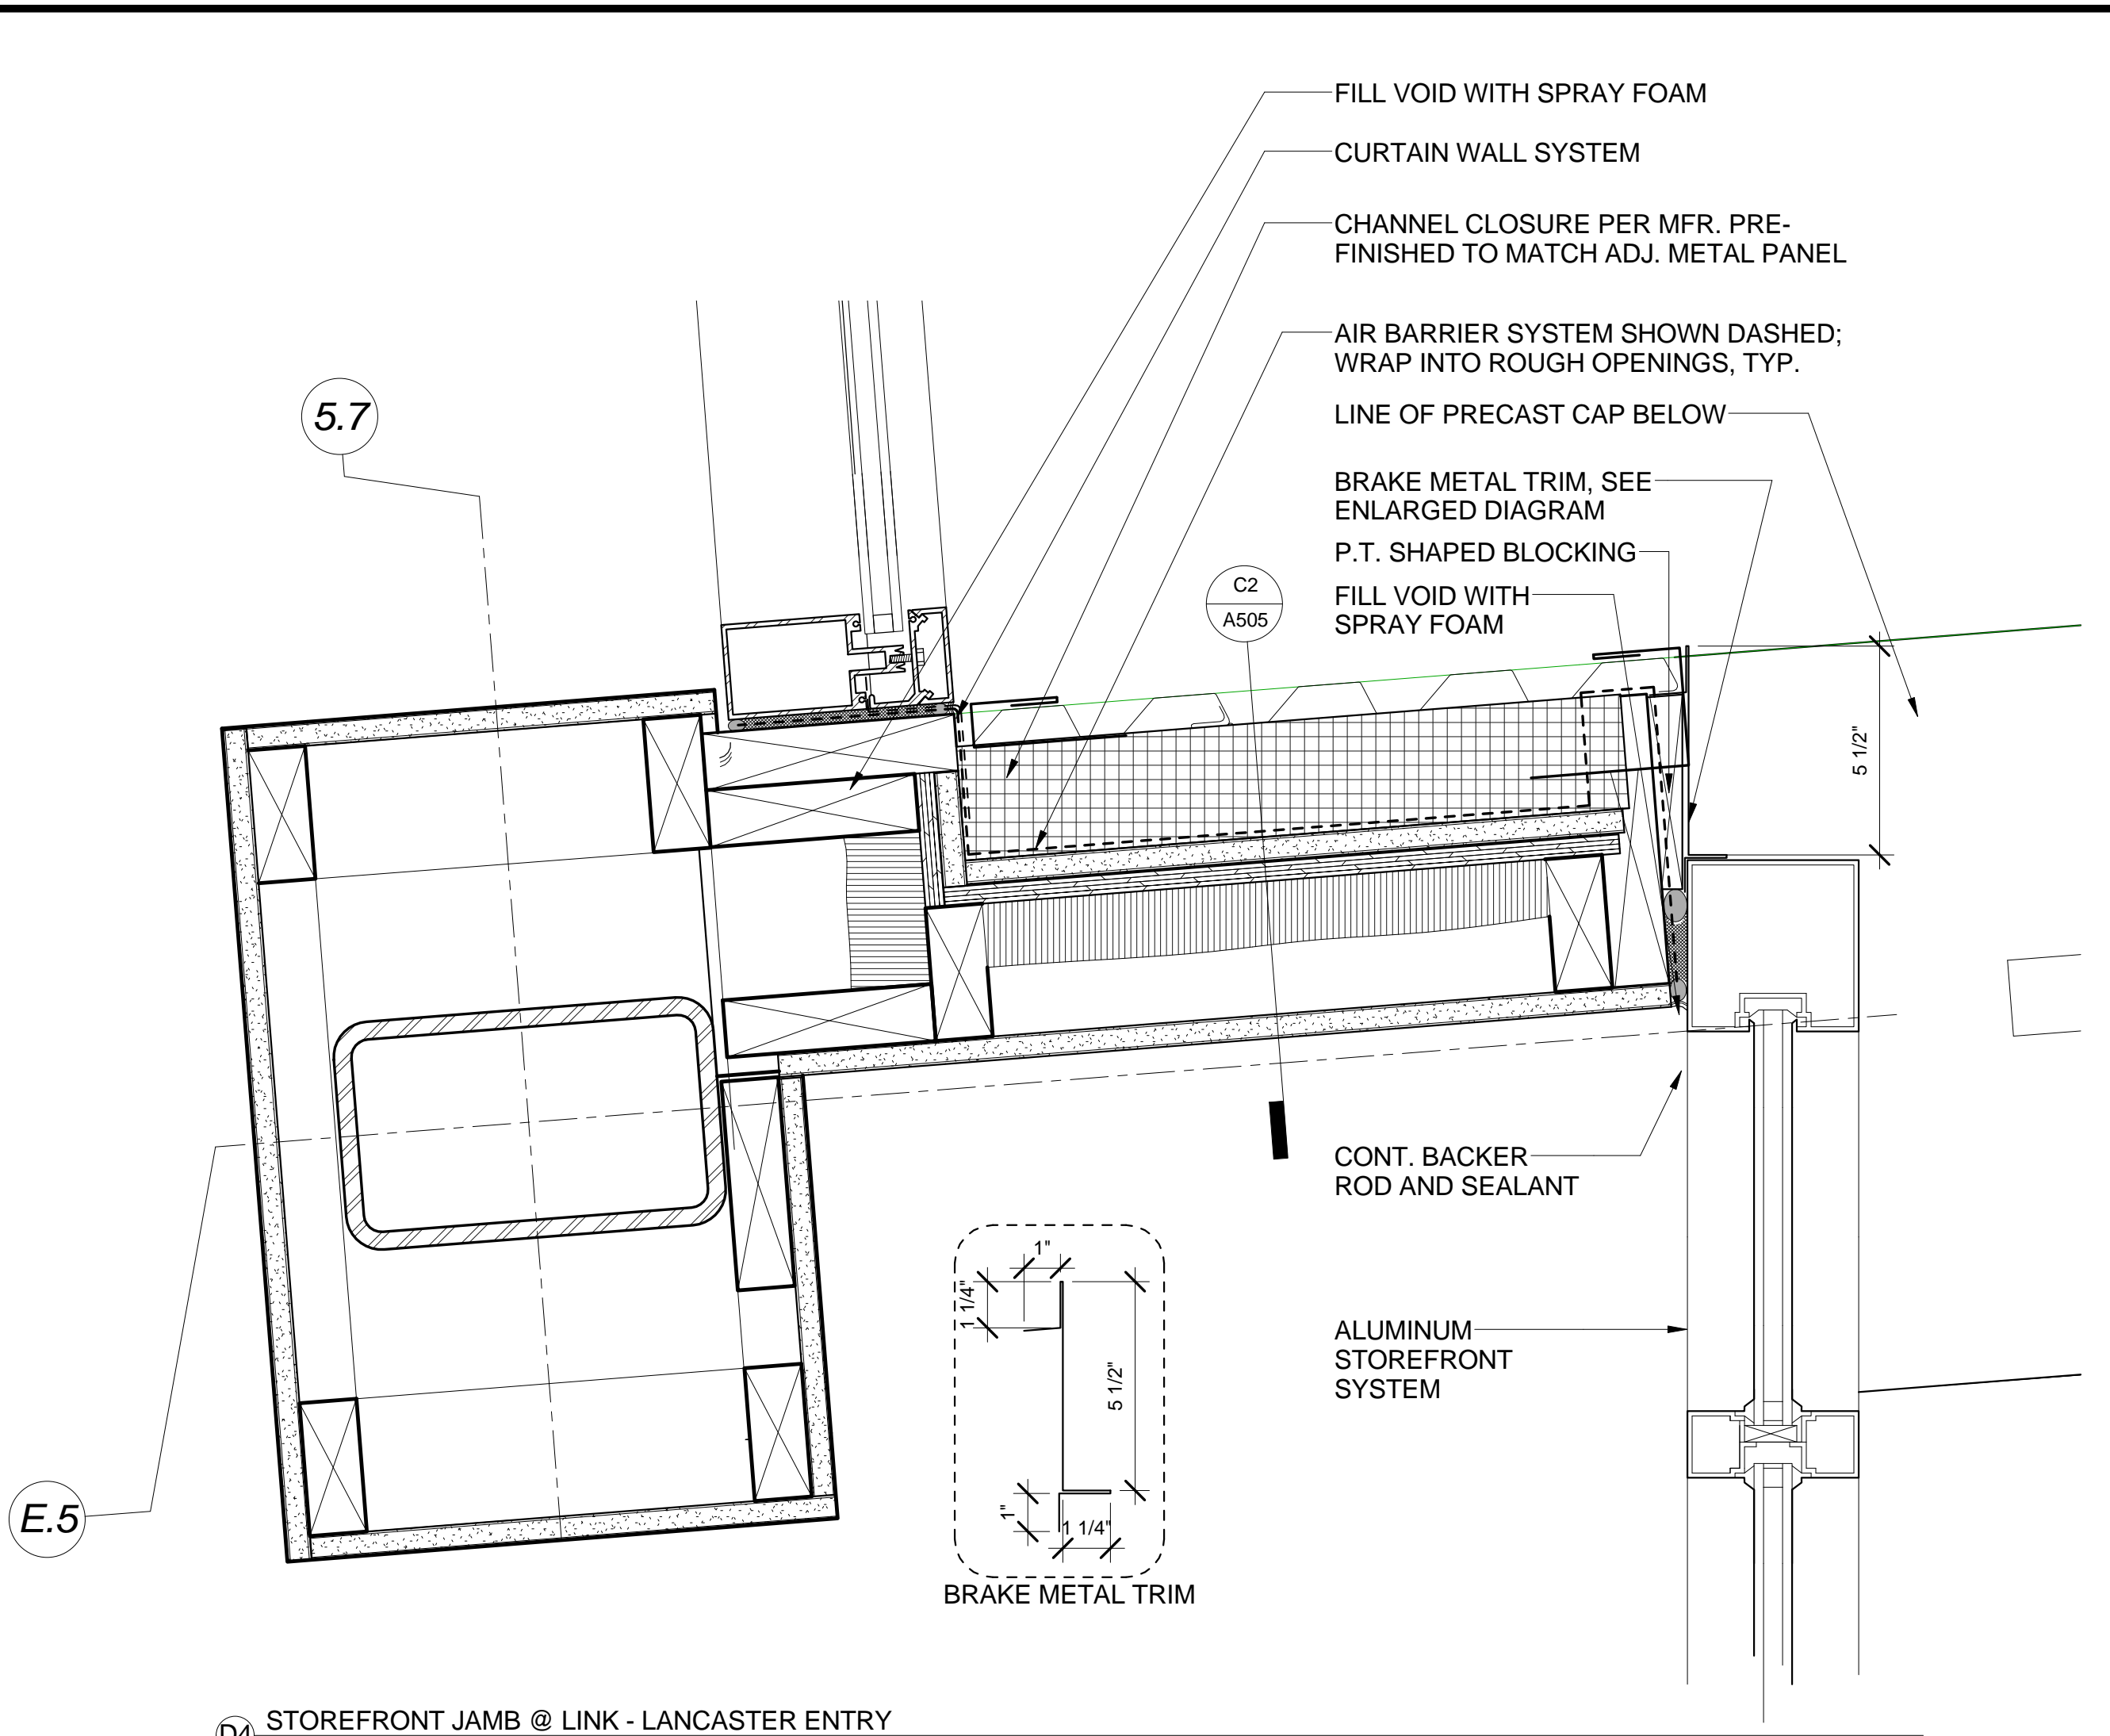 FILL VOID WITH SPRAY FOAM
CURTAIN WALL SYSTEM
CHANNEL CLOSURE PER MFR. PRE-
FINISHED TO MATCH ADJ. METAL PANEL
AIR BARRIER SYSTEM SHOWN DASHED;
WRAP INTO ROUGH OPENINGS, TYP.
5.7
LINE OF PRECAST CAP BELOW
BRAKE METAL TRIM, SEE
ENLARGED DIAGRAM
P.T. SHAPED BLOCKING
C2
A505
FILL VOID WITH
SPRAY FOAM
5 1/2"
CONT. BACKER
ROD AND SEALANT
1"
1 1/4"
5 1/2"
1"
1 1/4"
ALUMINUM
STOREFRONT
SYSTEM
E.5
BRAKE METAL TRIM
D4
STOREFRONT JAMB @ LINK - LANCASTER ENTRY